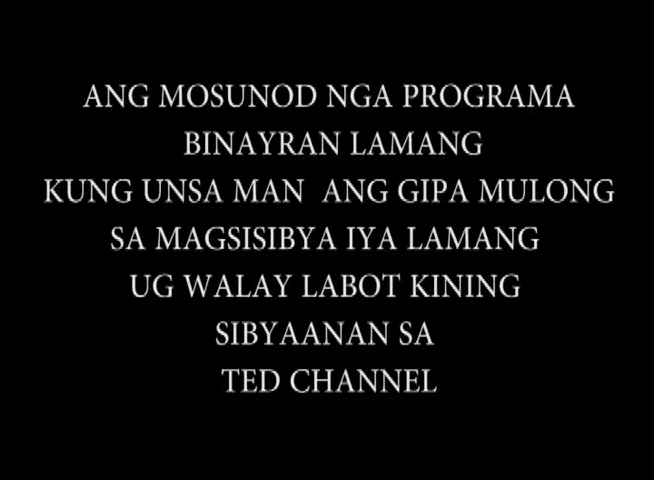 ANG MOSUNOD NGA PROGRAMA
BINAYRAN LAMANG
KUNG UNSA MAN ANG GIPA MULONG
SA MAGSISIBYA IYA LAMANG
UG WALAY LABOT KINING
SIBYAANAN SA
TED CHANNEL